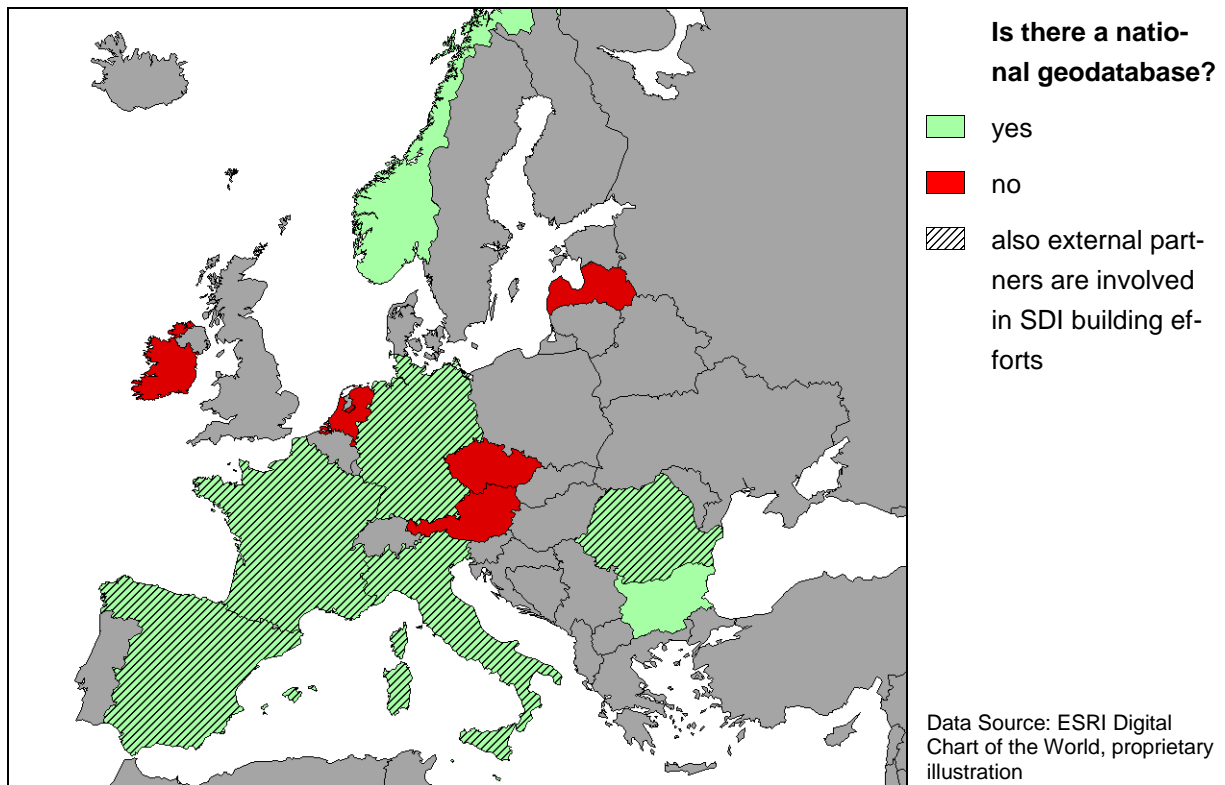 Is there a natio-
nal geodatabase?
yes
no
also external part-
ners are involved
in SDI building ef-
forts
Data Source: ESRI Digital
Chart of the World, proprietary
illustration